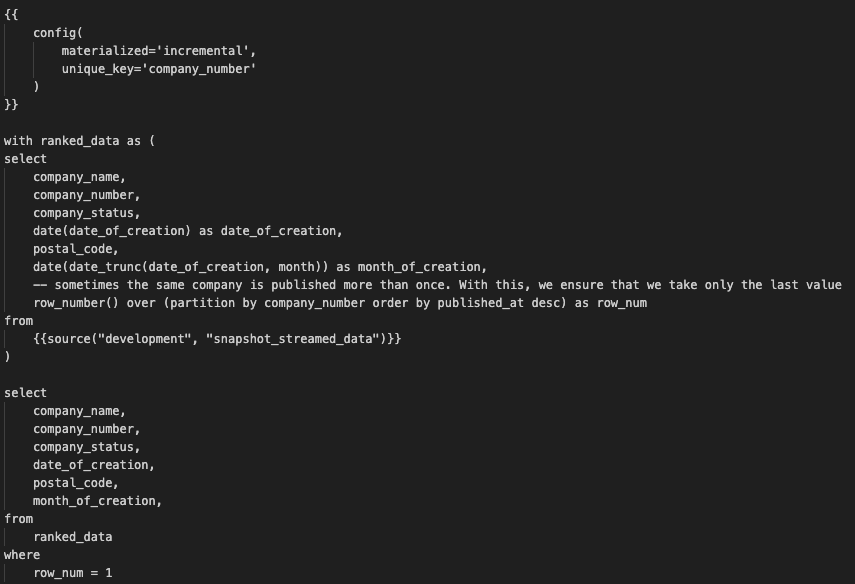 {{
    config(
        materialized='incremental',
        unique_key='company_number'
    )
}}

with ranked_data as (
select
    company_name,
    company_number,
    company_status,
    date(date_of_creation) as date_of_creation,
    postal_code,
    date(date_trunc(date_of_creation, month)) as month_of_creation,
    -- sometimes the same company is published more than once. With this, we ensure that we take only the last value
    row_number() over (partition by company_number order by published_at desc) as row_num
from
    {{source("development", "snapshot_streamed_data")}}
)

select
    company_name,
    company_number,
    company_status,
    date_of_creation,
    postal_code,
    month_of_creation,
from
    ranked_data
where
    row_num = 1